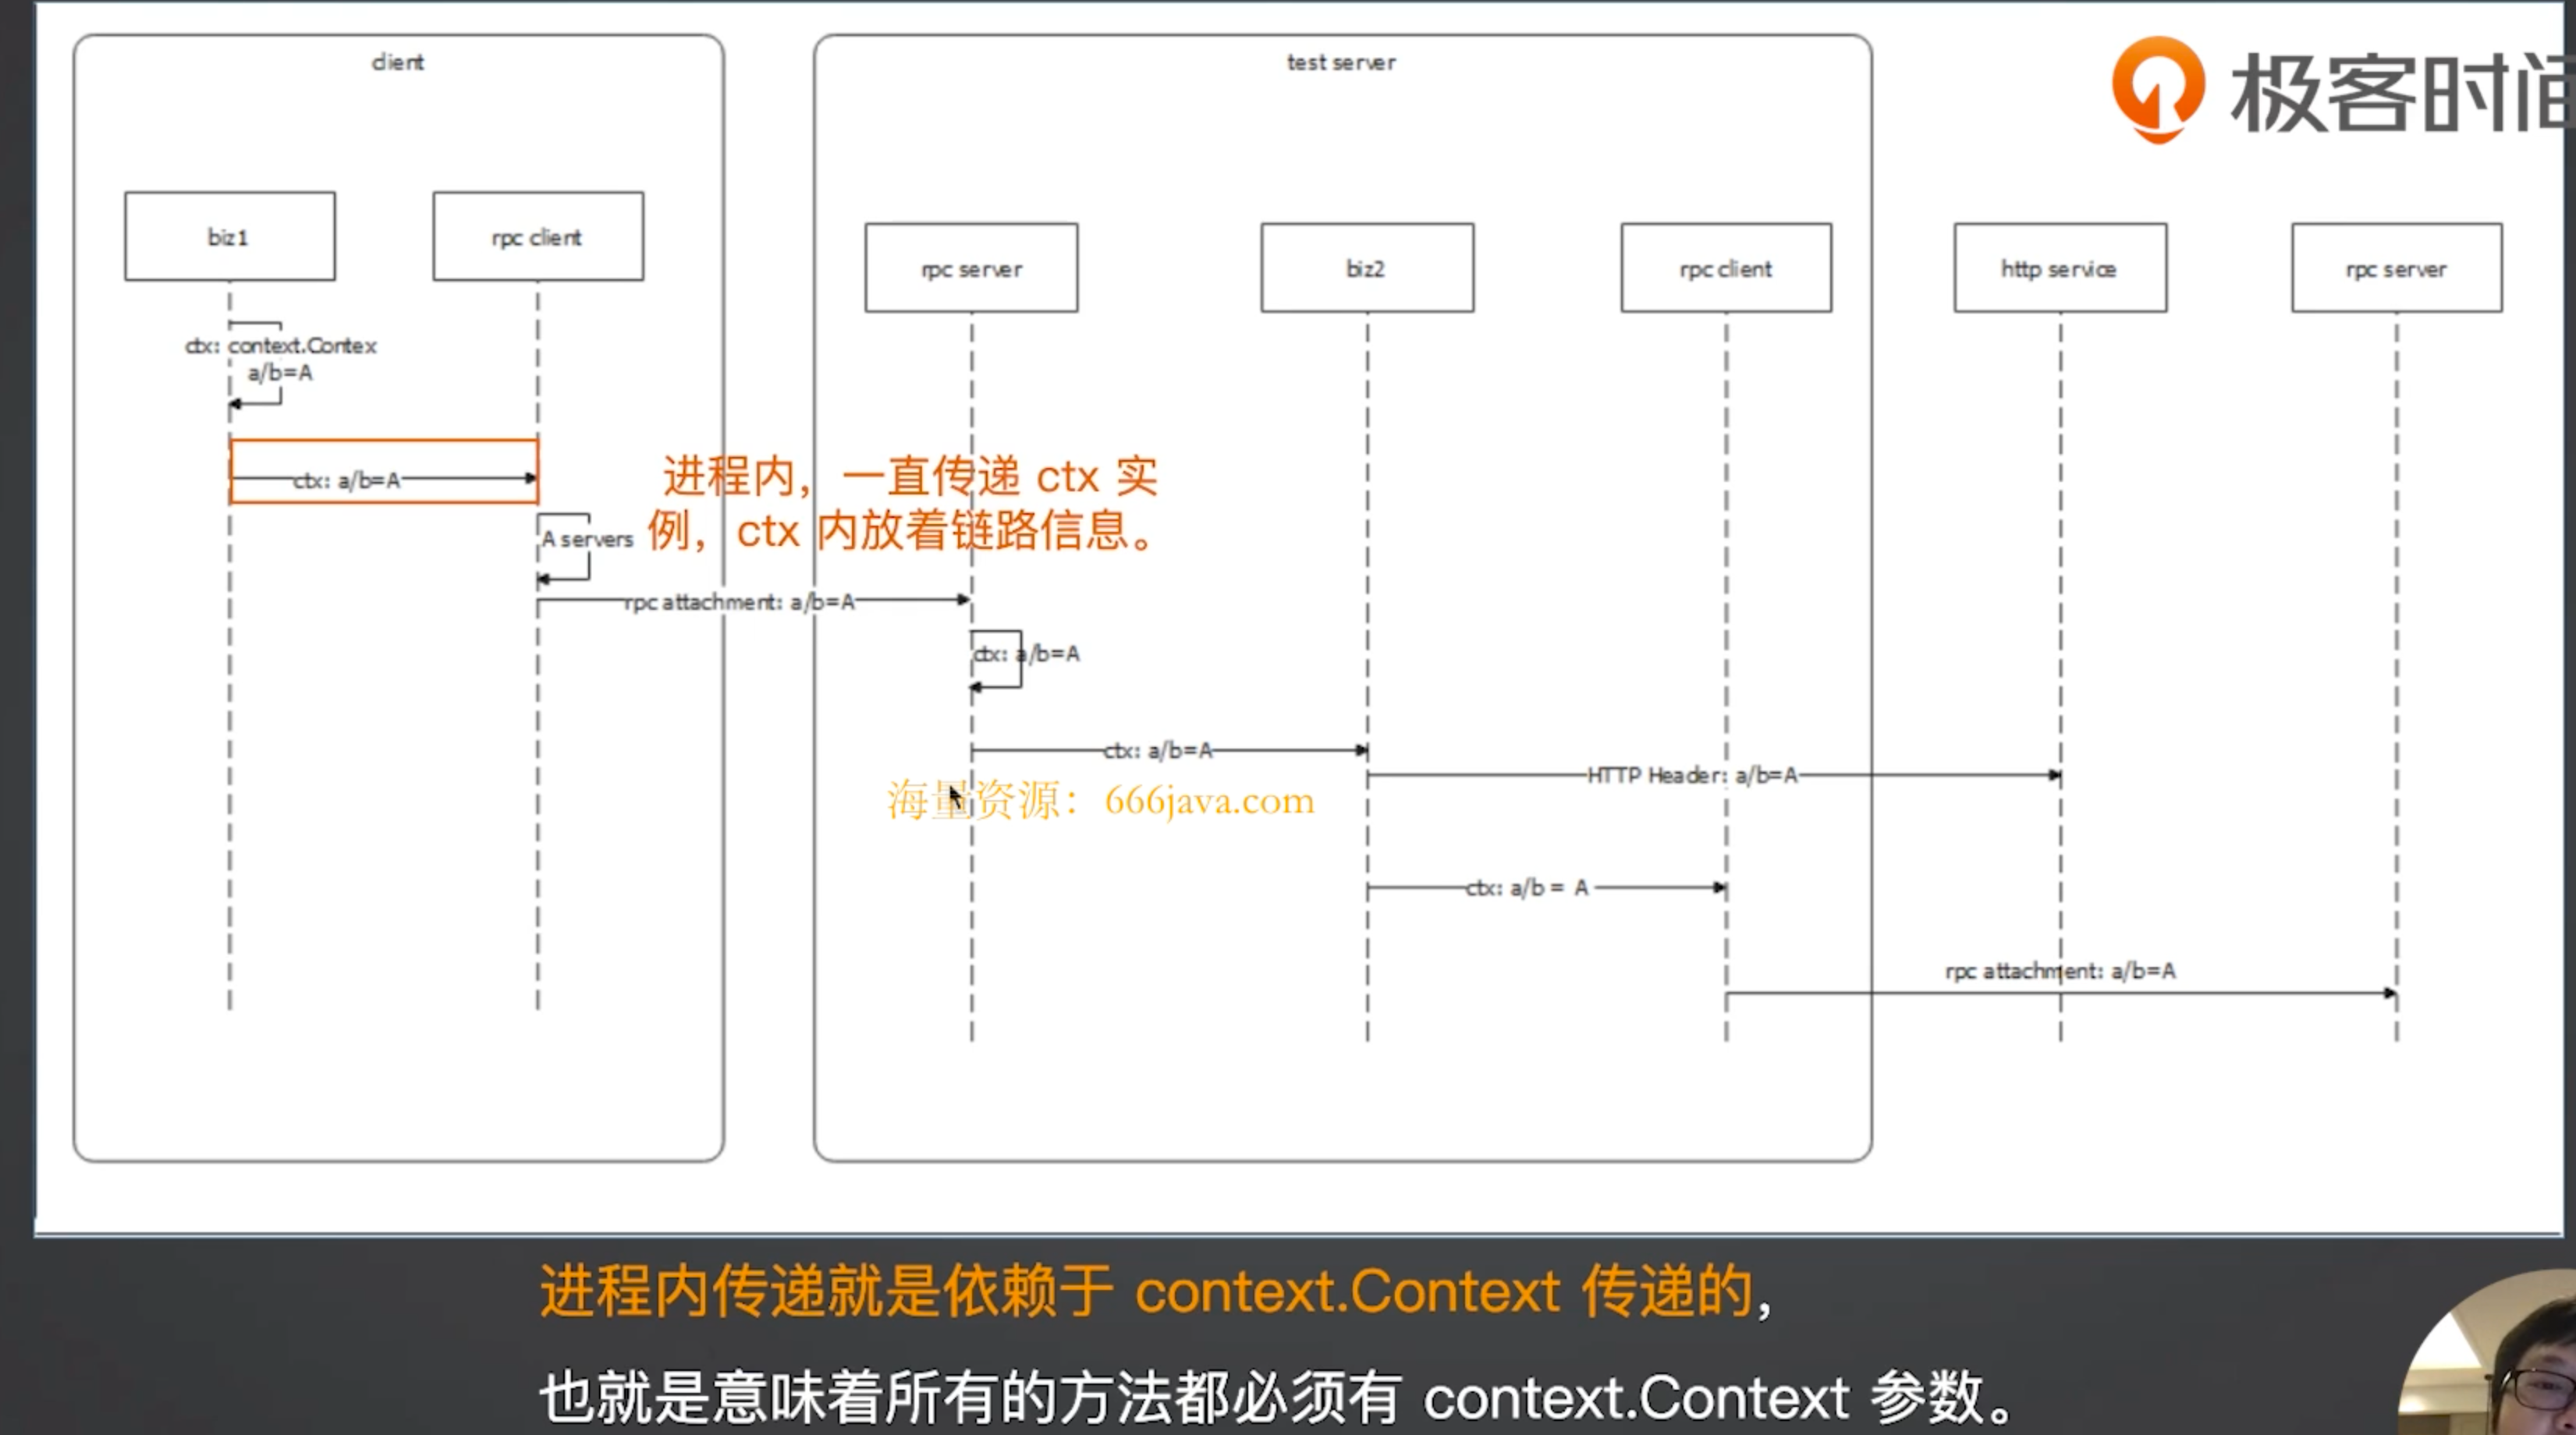 client
test server
极客时间
biz1
rpc client
rpc server
biz2
rpc client
http service
rpc server
ctx: context.Contex
a/b=A
ctx: a/b=A
进程内，一直传递 ctx 实
例，ctx 内放着链路信息。
A servers
rpc attachment: a/b=A
ctx: a/b=A
ctx: a/b=A
HTTP Header: a/b=A
海量资源：666java.com
ctx: a/b = A
rpc attachment: a/b=A
进程内传递就是依赖于 context.Context 传递的，
也就是意味着所有的方法都必须有 context.Context 参数。